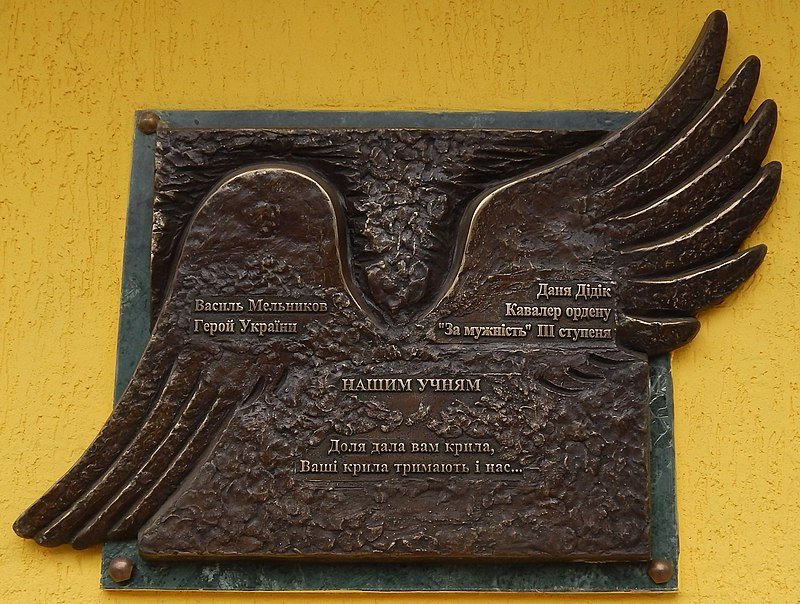 Василь Мельников
Герой України
Даня Дідік
Кавалер ордену
"За мужність" III ступеня
НАШИМ УЧНЯМ
Доля дала вам крила,
Ваші крила тримають і нас...